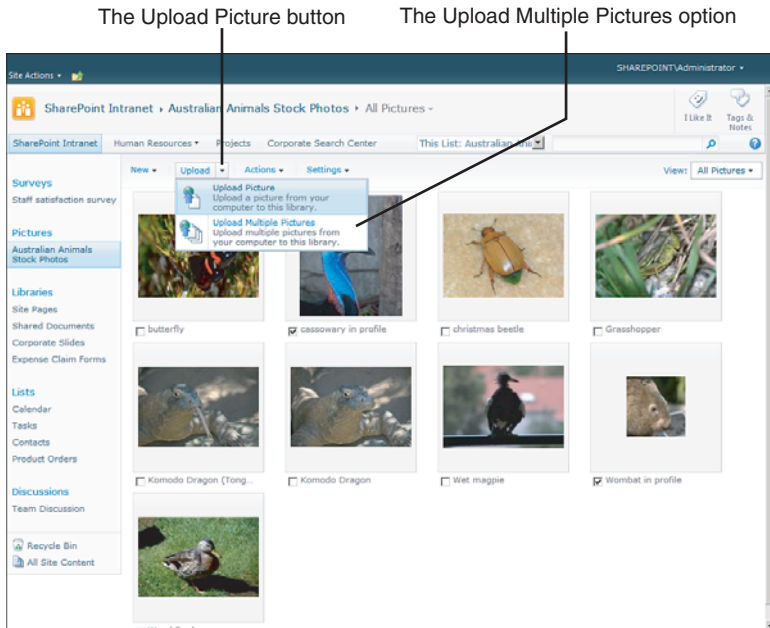 The Upload Picture button
The Upload Multiple Pictures option
SHAREPOINT\Administrator
Site Actions
SharePoint Intranet Australian Animals Stock Photos All Pictures
I Like It
Tags & Notes
SharePoint Intranet Human Resources Projects Corporate Search Center
This List: Australian
New Upload Actions Settings
View: All Pictures
Upload Picture
Upload a picture from your
computer to this library.
Upload Multiple Pictures
Upload multiple pictures from
your computer to this library.
Surveys
Staff satisfaction survey
Pictures
Australian Animals
Stock Photos
Libraries
Site Pages
Shared Documents
Corporate Slides
Expense Claim Forms
Lists
Calendar
Tasks
Contacts
Product Orders
Discussions
Team Discussion
Recycle Bin
All Site Content
butterfly
cassowary in profile
christmas beetle
Grasshopper
Komodo Dragon (Tong...
Komodo Dragon
Wet magpie
Wombat in profile